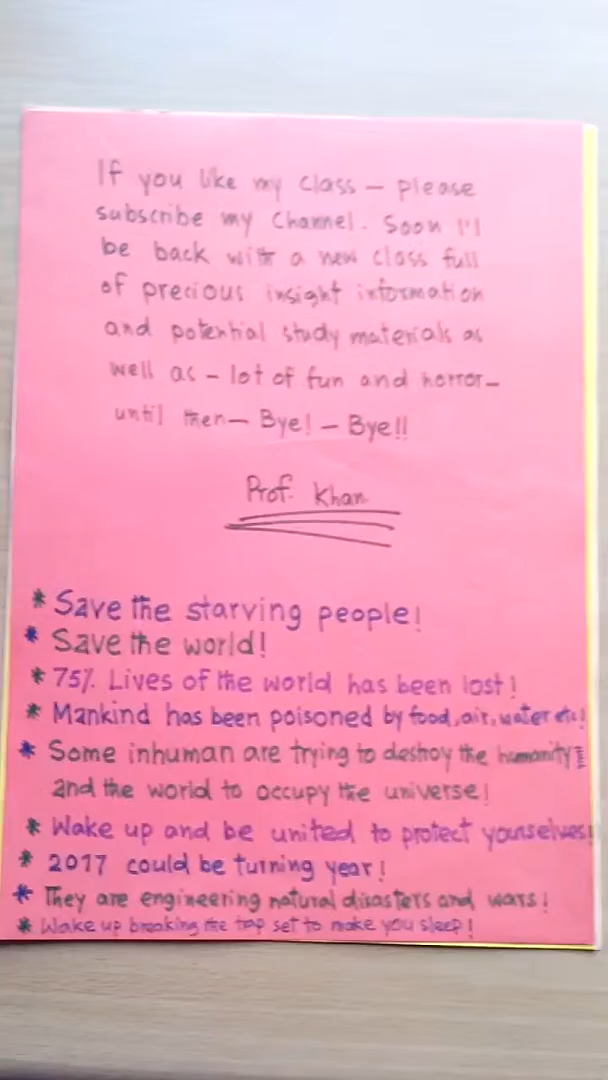 If you like my class – please
subscribe my Channel. Soon I'll
be back with a new class full
of precious insight information
and potential study materials as
well as – lot of fun and horror –
until then – Bye! – Bye!!
Prof. Khan
* Save the starving people!
* Save the world!
* 75% Lives of the world has been lost!
* Mankind has been poisoned by food, air, water etc!
* Some inhuman are trying to destroy the humanity
and the world to occupy the universe!
* Wake up and be united to protect yourselves!
* 2017 could be turning year!
* They are engineering natural disasters and wars!
* Wake up breaking the trap set to make you sleep!